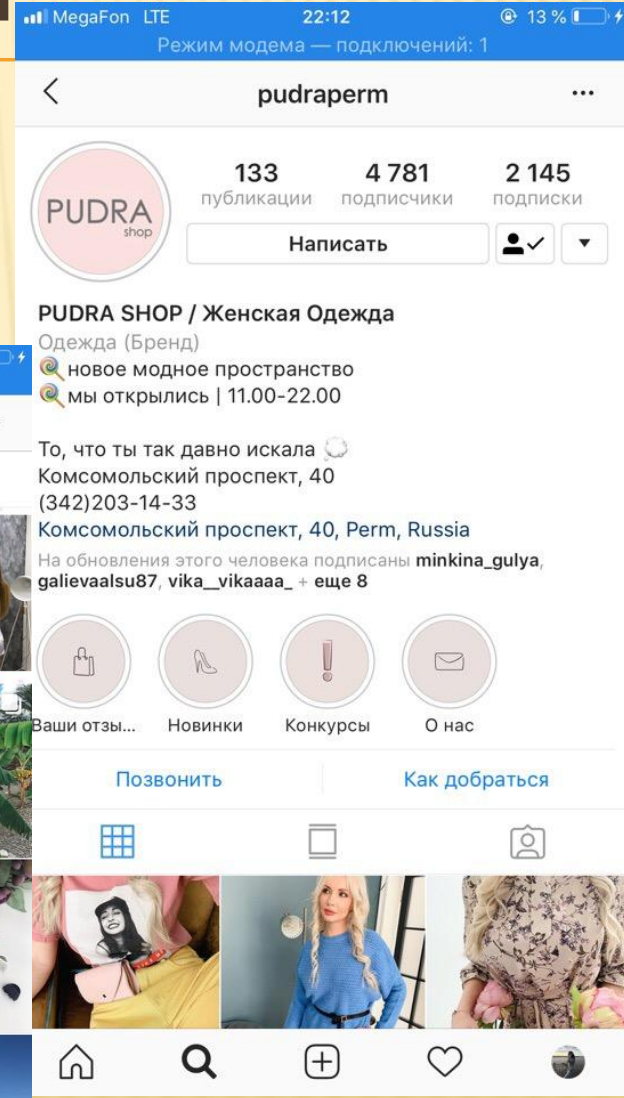 MegaFon LTE 22:12 13 %
Режим модема — подключений: 1
pudraperm
133 4 781 2 145
публикации подписчики подписки
PUDRA
shop
Написать
PUDRA SHOP / Женская Одежда
Одежда (Бренд)
🍭 новое модное пространство
🍭 мы открылись | 11.00-22.00
То, что ты так давно искала 💭
Комсомольский проспект, 40
(342)203-14-33
Комсомольский проспект, 40, Perm, Russia
На обновления этого человека подписаны minkina_gulya,
galievaalsu87, vika__vikaaaa_ + еще 8
Ваши отзы... Новинки Конкурсы О нас
Позвонить Как добраться